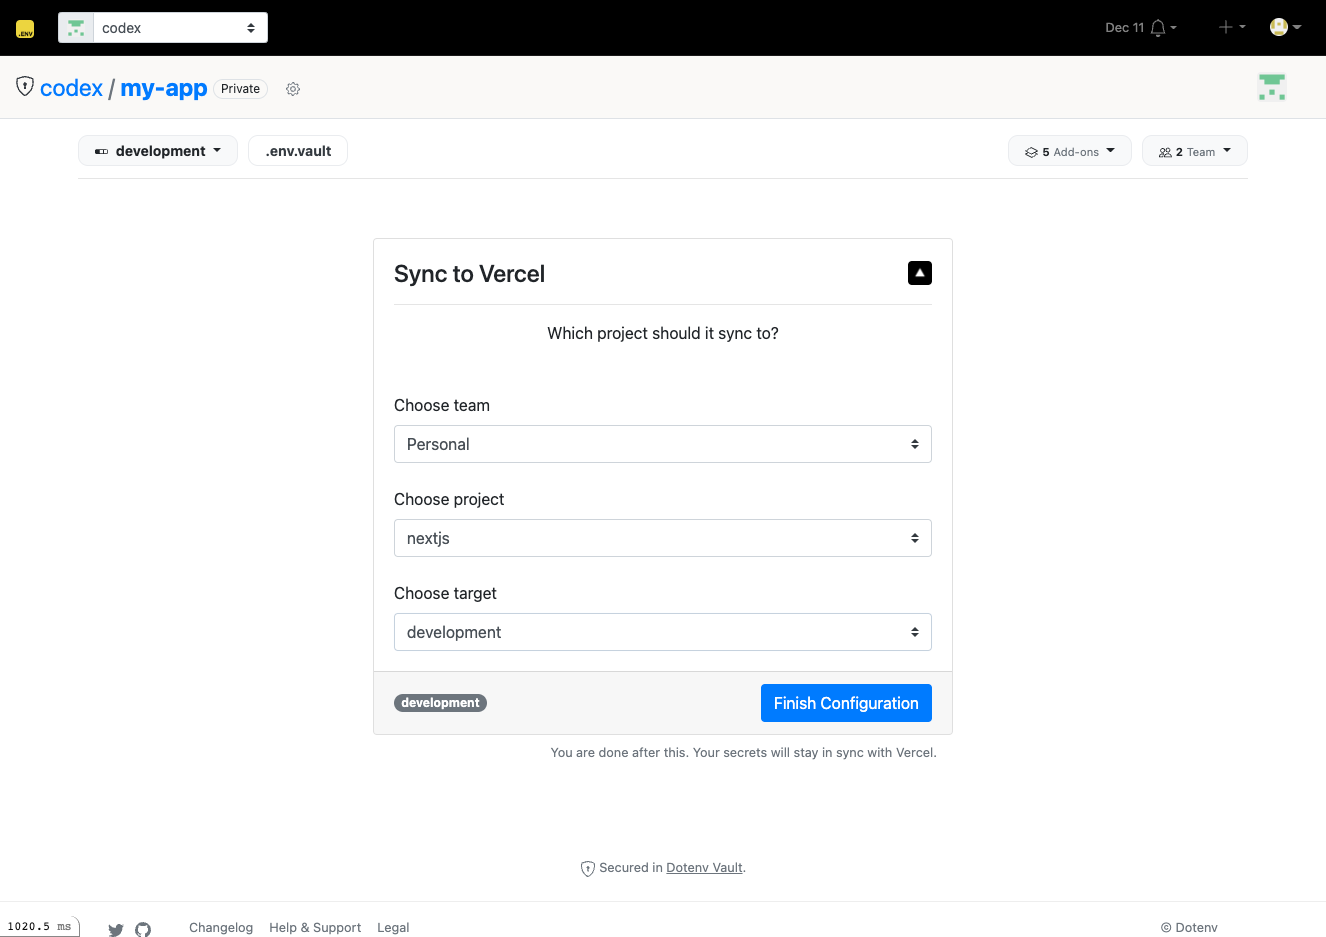 .ENV
codex
Dec 11
codex / my-app
Private
development
.env.vault
5 Add-ons
2 Team
Sync to Vercel
Which project should it sync to?
Choose team
Personal
Choose project
nextjs
Choose target
development
development
Finish Configuration
You are done after this. Your secrets will stay in sync with Vercel.
Secured in Dotenv Vault.
1020.5 ms
Changelog
Help & Support
Legal
© Dotenv